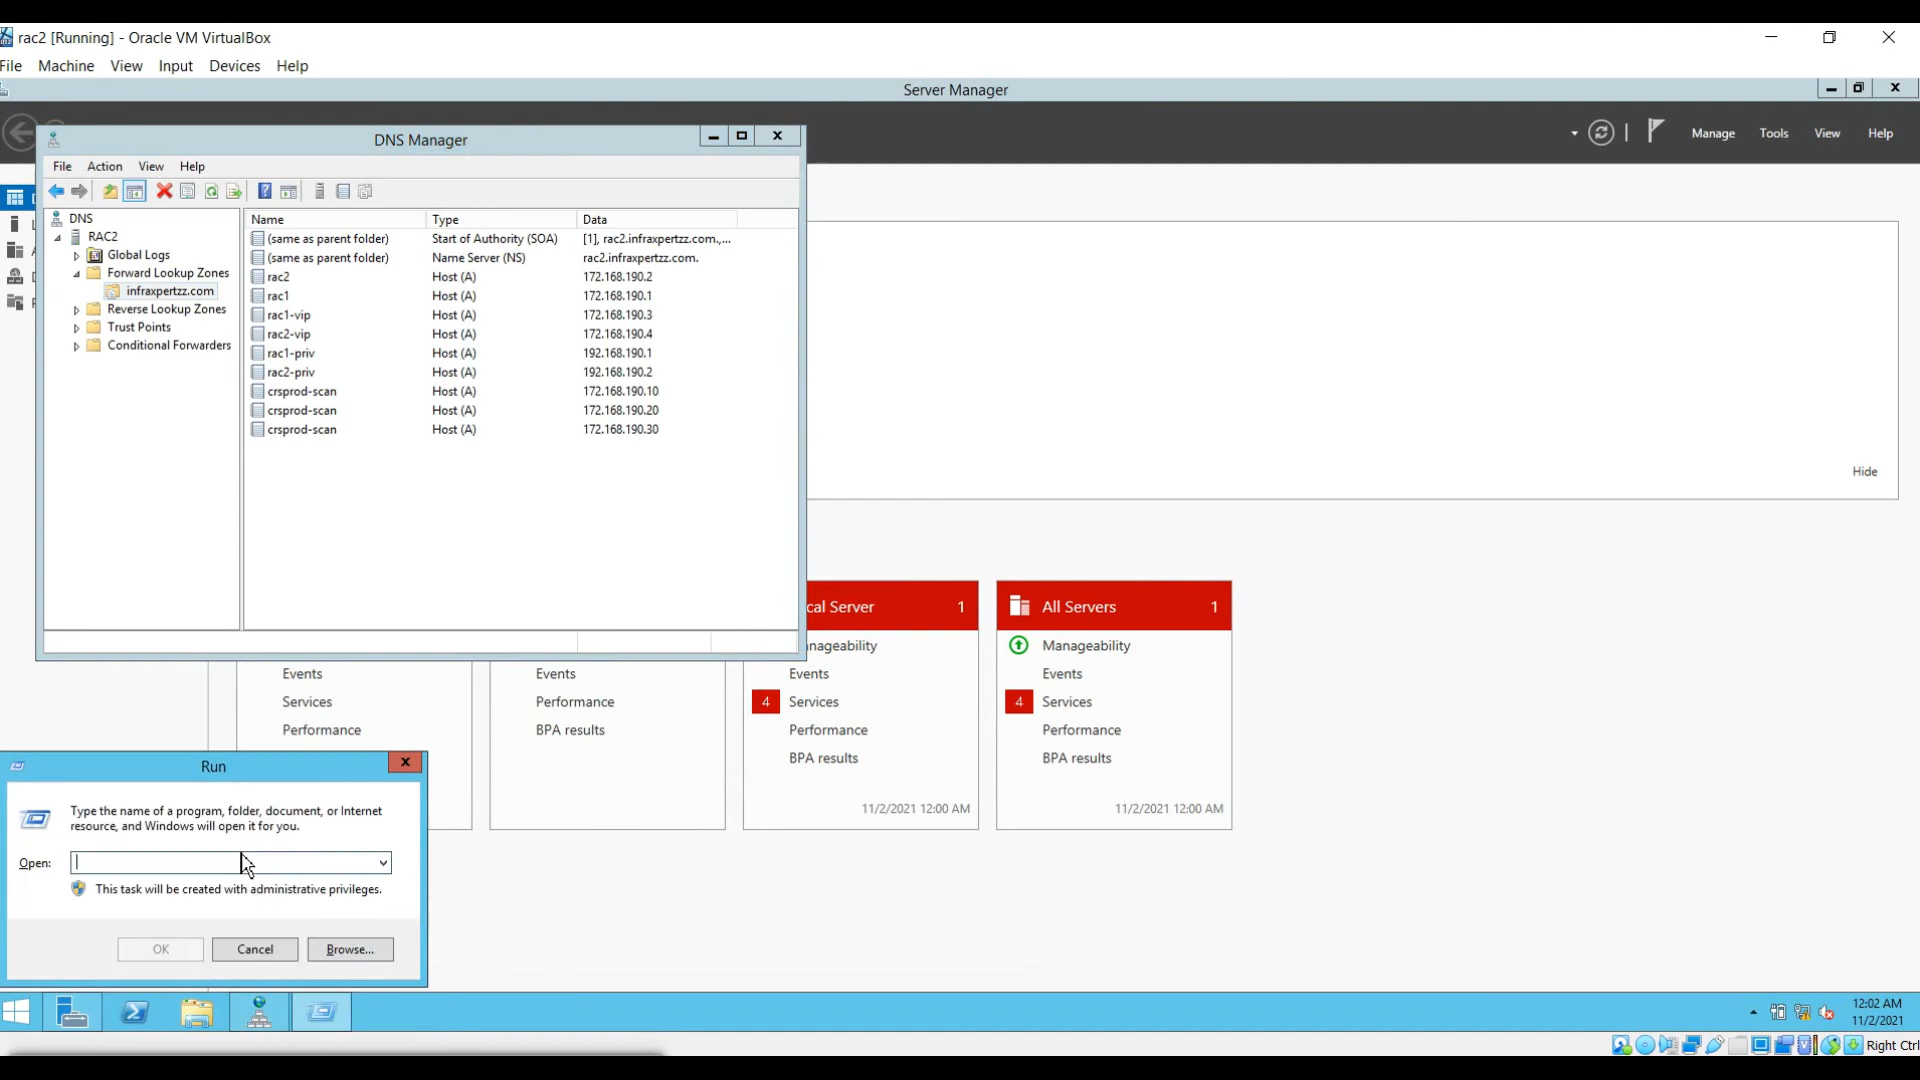 rac2 [Running] - Oracle VM VirtualBox
File Machine View Input Devices Help
Server Manager
Manage Tools View Help
DNS Manager
File Action View Help
DNS
RAC2
Global Logs
Forward Lookup Zones
infraxpertzz.com
Reverse Lookup Zones
Trust Points
Conditional Forwarders
Name Type Data
(same as parent folder) Start of Authority (SOA) [1], rac2.infraxpertzz.com.,...
(same as parent folder) Name Server (NS) rac2.infraxpertzz.com.
rac2 Host (A) 172.168.190.2
rac1 Host (A) 172.168.190.1
rac1-vip Host (A) 172.168.190.3
rac2-vip Host (A) 172.168.190.4
rac1-priv Host (A) 192.168.190.1
rac2-priv Host (A) 192.168.190.2
crsprod-scan Host (A) 172.168.190.10
crsprod-scan Host (A) 172.168.190.20
crsprod-scan Host (A) 172.168.190.30
Hide
Events
Services
Performance
Events
Performance
BPA results
cal Server 1
nageability
Events
4 Services
Performance
BPA results
11/2/2021 12:00 AM
All Servers 1
Manageability
Events
4 Services
Performance
BPA results
11/2/2021 12:00 AM
Run
Type the name of a program, folder, document, or Internet
resource, and Windows will open it for you.
Open:
This task will be created with administrative privileges.
OK Cancel Browse...
12:02 AM
11/2/2021
Right Ctrl